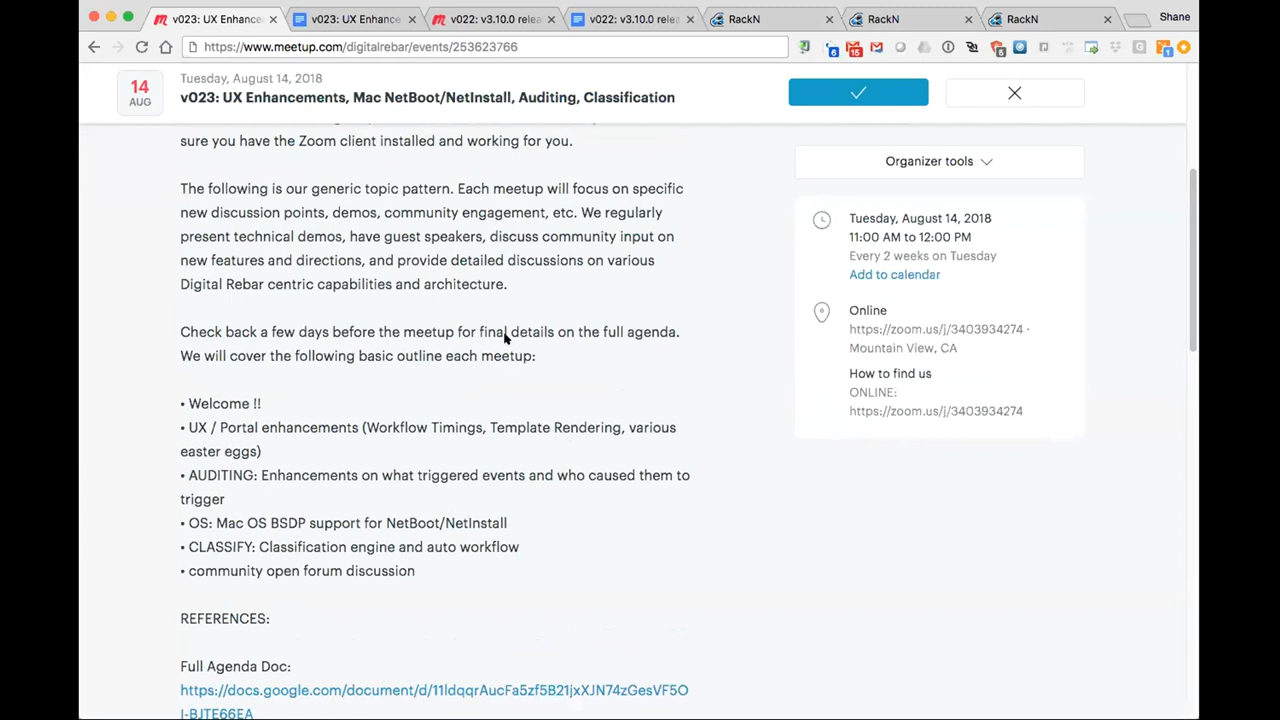 v023: UX Enhancemen
v023: UX Enhance
v022: v3.10.0 relea
v022: v3.10.0 rel
RackN
RackN
RackN
Shane
https://www.meetup.com/digitalrebar/events/253623766
14
AUG
Tuesday, August 14, 2018
v023: UX Enhancements, Mac NetBoot/NetInstall, Auditing, Classification
sure you have the Zoom client installed and working for you.
The following is our generic topic pattern. Each meetup will focus on specific
new discussion points, demos, community engagement, etc. We regularly
present technical demos, have guest speakers, discuss community input on
new features and directions, and provide detailed discussions on various
Digital Rebar centric capabilities and architecture.
Check back a few days before the meetup for final details on the full agenda.
We will cover the following basic outline each meetup:
• Welcome !!
• UX / Portal enhancements (Workflow Timings, Template Rendering, various
easter eggs)
• AUDITING: Enhancements on what triggered events and who caused them to
trigger
• OS: Mac OS BSDP support for NetBoot/NetInstall
• CLASSIFY: Classification engine and auto workflow
• community open forum discussion
REFERENCES:
Full Agenda Doc:
https://docs.google.com/document/d/11ldqqrAucFa5zf5B21jxXJN74zGesVF5O
I-BJTE66EA
Organizer tools
Tuesday, August 14, 2018
11:00 AM to 12:00 PM
Every 2 weeks on Tuesday
Add to calendar
Online
https://zoom.us/j/3403934274 ·
Mountain View, CA
How to find us
ONLINE:
https://zoom.us/j/3403934274